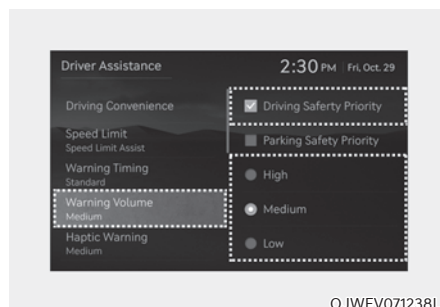 Driver Assistance
2:30 PM Fri, Oct. 29
Driving Convenience
Speed Limit
Speed Limit Assist
Warning Timing
Standard
Warning Volume
Medium
Haptic Warning
Medium
Driving Saferty Priority
Parking Safety Priority
High
Medium
Low
OJWEV071238L